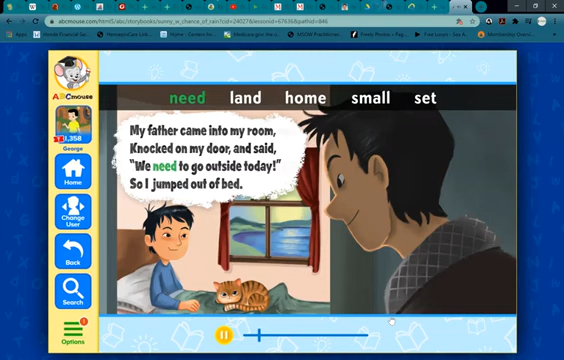 abcmouse.com/html5/abc/storybooks/sunny_w_chance_of_rain?cid=24027&lessonid=67636&pathid=846
ABCmouse
1,358
George
Home
Change
User
Back
Search
Options
1
need land home small set
My father came into my room,
Knocked on my door, and said,
"We need to go outside today!"
So I jumped out of bed.